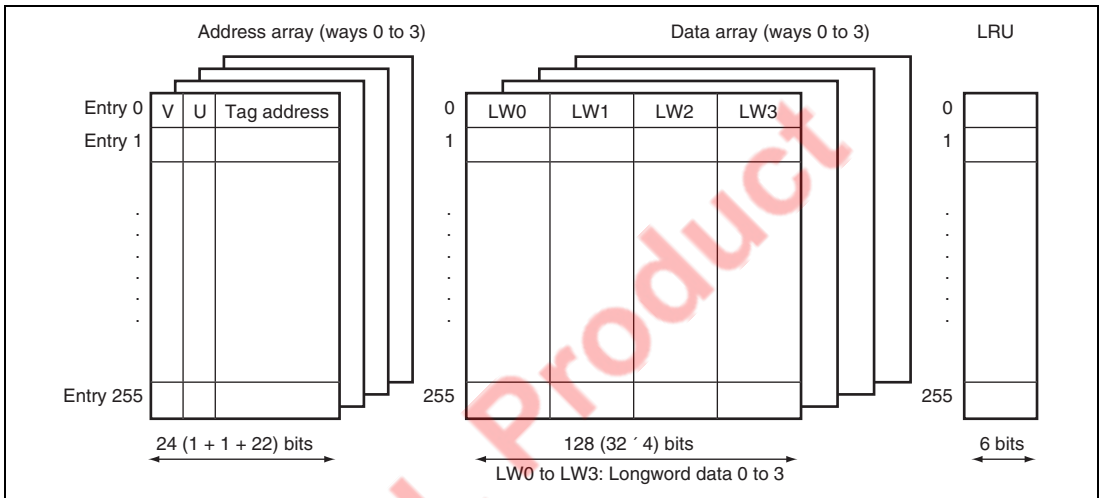 Address array (ways 0 to 3) Data array (ways 0 to 3) LRU
Entry 0 V U Tag address 0 LW0 LW1 LW2 LW3 0
Entry 1 1 1
. . .
. . .
. . .
. . .
. . .
. . .
Entry 255 255 255
24 (1 + 1 + 22) bits 128 (32 ´ 4) bits 6 bits
LW0 to LW3: Longword data 0 to 3
Product